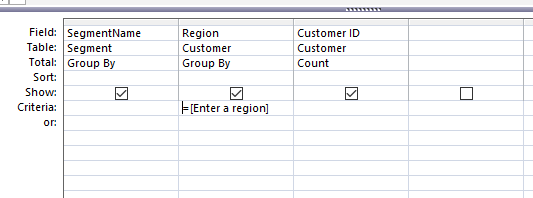 Field: SegmentName Region Customer ID
Table: Segment Customer Customer
Total: Group By Group By Count
Sort:
Show:
Criteria: =[Enter a region]
or: